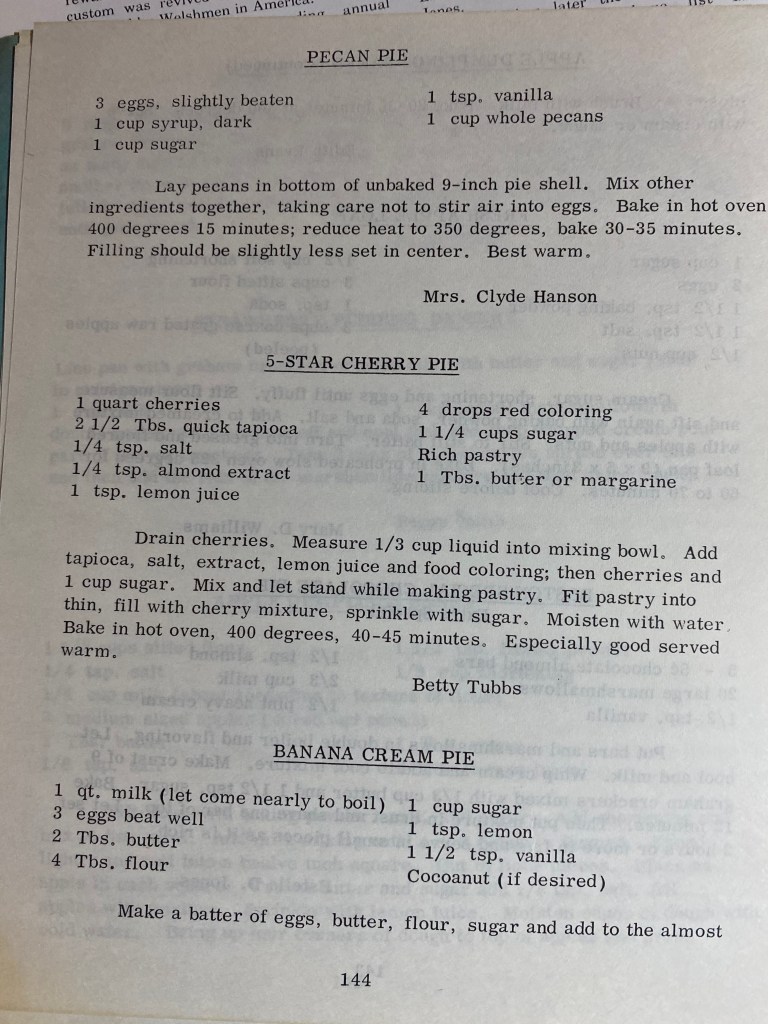 custom was revived
Welshmen in America.
annual
later
PECAN PIE
3 eggs, slightly beaten
1 cup syrup, dark
1 cup sugar
1 tsp. vanilla
1 cup whole pecans
Lay pecans in bottom of unbaked 9-inch pie shell. Mix other
ingredients together, taking care not to stir air into eggs. Bake in hot oven
400 degrees 15 minutes; reduce heat to 350 degrees, bake 30-35 minutes.
Filling should be slightly less set in center. Best warm.
Mrs. Clyde Hanson
5-STAR CHERRY PIE
1 quart cherries
2 1/2 Tbs. quick tapioca
1/4 tsp. salt
1/4 tsp. almond extract
1 tsp. lemon juice
4 drops red coloring
1 1/4 cups sugar
Rich pastry
1 Tbs. butter or margarine
Drain cherries. Measure 1/3 cup liquid into mixing bowl. Add
tapioca, salt, extract, lemon juice and food coloring; then cherries and
1 cup sugar. Mix and let stand while making pastry. Fit pastry into
thin, fill with cherry mixture, sprinkle with sugar. Moisten with water.
Bake in hot oven, 400 degrees, 40-45 minutes. Especially good served
warm.
Betty Tubbs
BANANA CREAM PIE
1 qt. milk (let come nearly to boil)
3 eggs beat well
2 Tbs. butter
4 Tbs. flour
1 cup sugar
1 tsp. lemon
1 1/2 tsp. vanilla
Cocoanut (if desired)
Make a batter of eggs, butter, flour, sugar and add to the almost
144